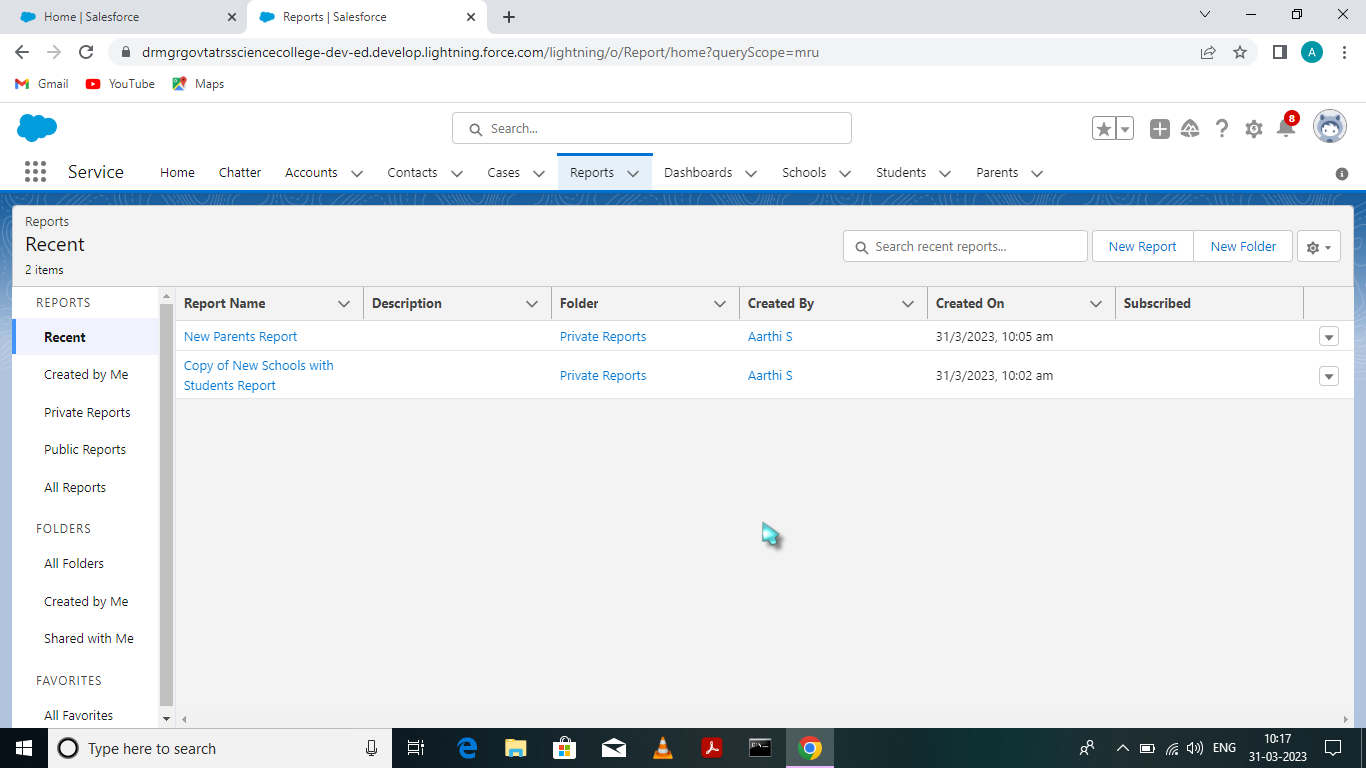 Home | Salesforce
Reports | Salesforce
drmgrgovtatrssciencecollege-dev-ed.develop.lightning.force.com/lightning/o/Report/home?queryScope=mru
A
Gmail
YouTube
Maps
Search...
8
Service
Home
Chatter
Accounts
Contacts
Cases
Reports
Dashboards
Schools
Students
Parents
Reports
Recent
2 items
Search recent reports...
New Report
New Folder
REPORTS
Recent
Created by Me
Private Reports
Public Reports
All Reports
FOLDERS
All Folders
Created by Me
Shared with Me
FAVORITES
All Favorites
Report Name
Description
Folder
Created By
Created On
Subscribed
New Parents Report
Private Reports
Aarthi S
31/3/2023, 10:05 am
Copy of New Schools with
Students Report
Private Reports
Aarthi S
31/3/2023, 10:02 am
Type here to search
ENG
10:17
31-03-2023